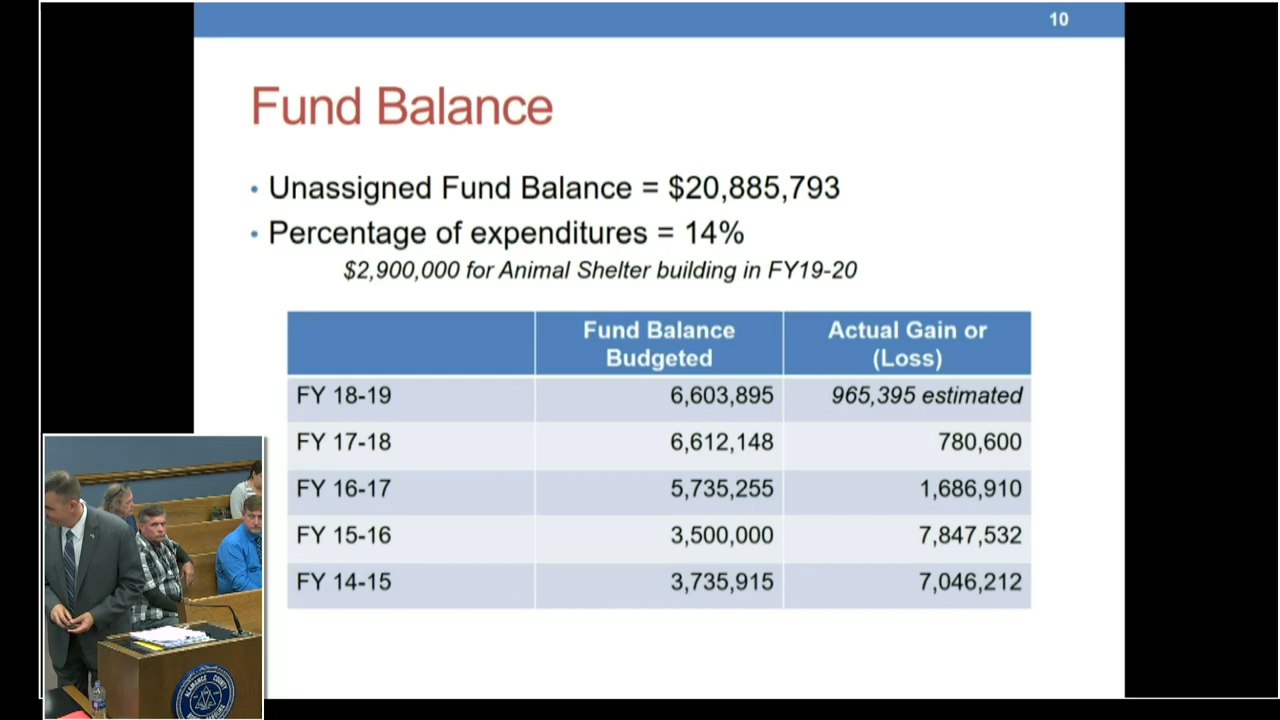 10
Fund Balance
• Unassigned Fund Balance = $20,885,793
• Percentage of expenditures = 14%
$2,900,000 for Animal Shelter building in FY19-20
Fund Balance Budgeted Actual Gain or (Loss)
FY 18-19 6,603,895 965,395 estimated
FY 17-18 6,612,148 780,600
FY 16-17 5,735,255 1,686,910
FY 15-16 3,500,000 7,847,532
FY 14-15 3,735,915 7,046,212
ALAMANCE COUNTY